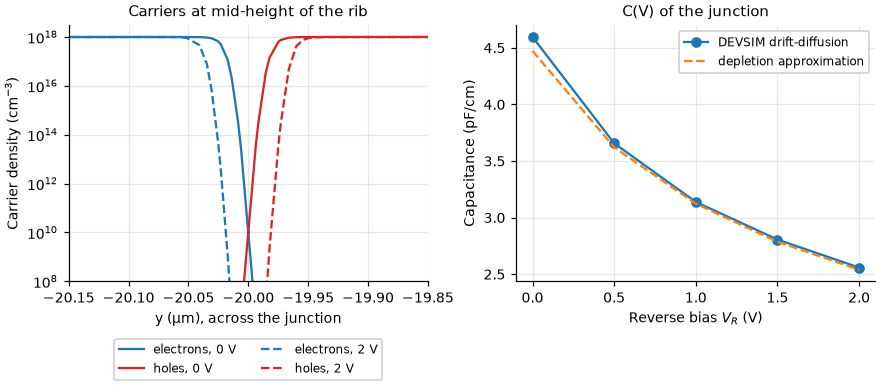 Carriers at mid-height of the rib
Carrier density (cm⁻³)
10¹⁸
10¹⁶
10¹⁴
10¹²
10¹⁰
10⁸
−20.15 −20.10 −20.05 −20.00 −19.95 −19.90 −19.85
y (μm), across the junction
electrons, 0 V electrons, 2 V
holes, 0 V holes, 2 V
C(V) of the junction
Capacitance (pF/cm)
4.5
4.0
3.5
3.0
2.5
DEVSIM drift-diffusion
depletion approximation
0.0 0.5 1.0 1.5 2.0
Reverse bias V_R (V)